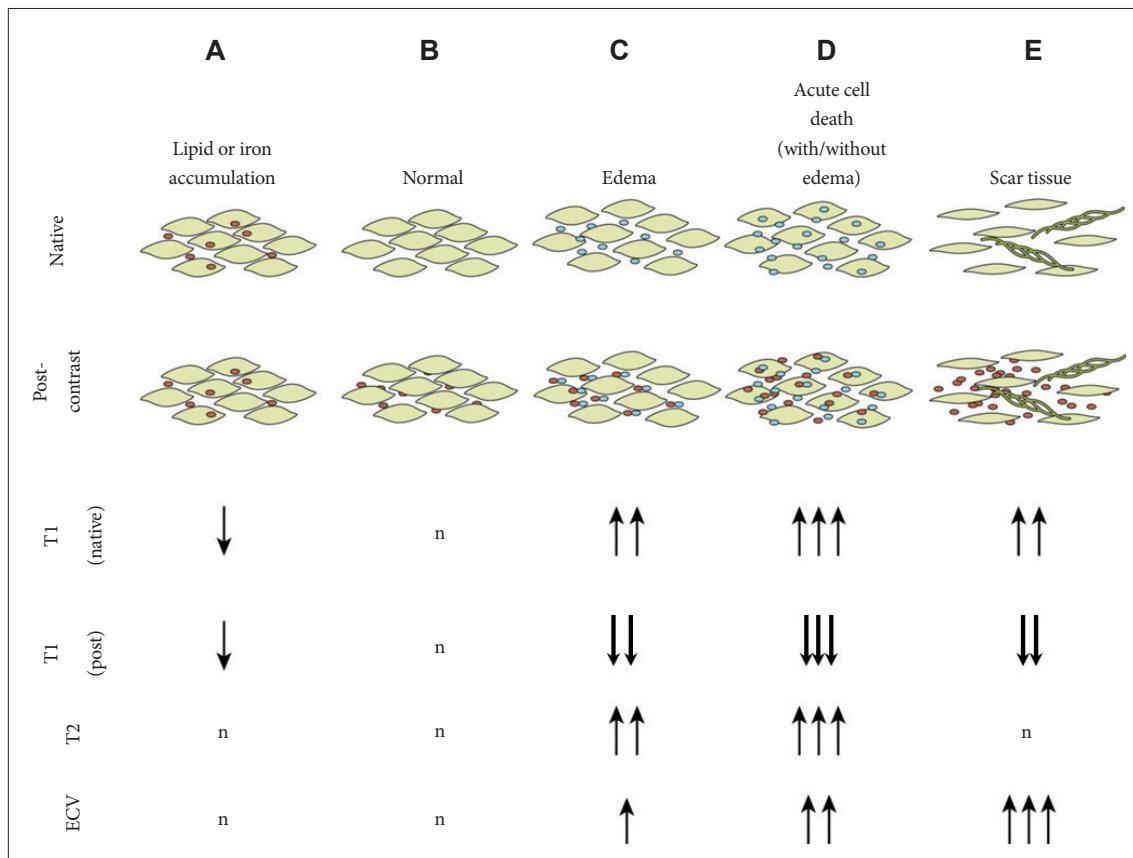 A B C D E
Lipid or iron
accumulation
Normal
Edema
Acute cell
death
(with/without
edema)
Scar tissue
Native
Post-
contrast
T1
(native)
n
T1
(post)
n
T2
n n n
ECV
n n